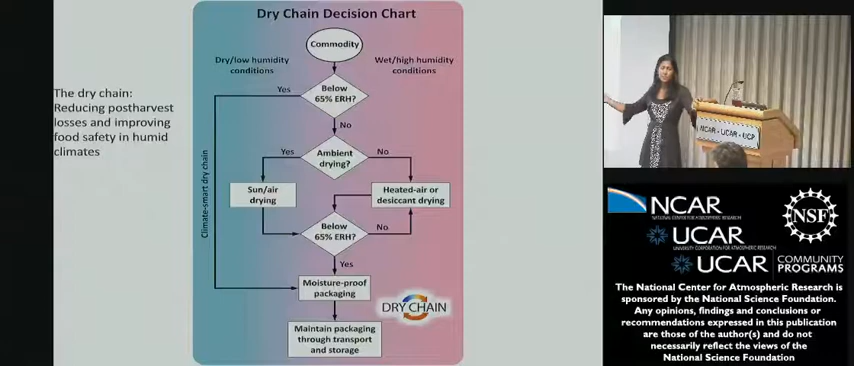 The dry chain:
Reducing postharvest
losses and improving
food safety in humid
climates
Dry Chain Decision Chart
Commodity
Dry/low humidity
conditions
Wet/high humidity
conditions
Below
65% ERH?
Yes
No
Ambient
drying?
Yes
No
Sun/air
drying
Heated-air or
desiccant drying
Below
65% ERH?
No
Yes
Climate-smart dry chain
Moisture-proof
packaging
DRY CHAIN
Maintain packaging
through transport
and storage
NCAR - UCAR - UCP
NCAR
NATIONAL CENTER FOR ATMOSPHERIC RESEARCH
NSF
UCAR
UNIVERSITY CORPORATION FOR ATMOSPHERIC RESEARCH
UCAR COMMUNITY
PROGRAMS
The National Center for Atmospheric Research is
sponsored by the National Science Foundation.
Any opinions, findings and conclusions or
recommendations expressed in this publication
are those of the author(s) and do not
necessarily reflect the views of the
National Science Foundation